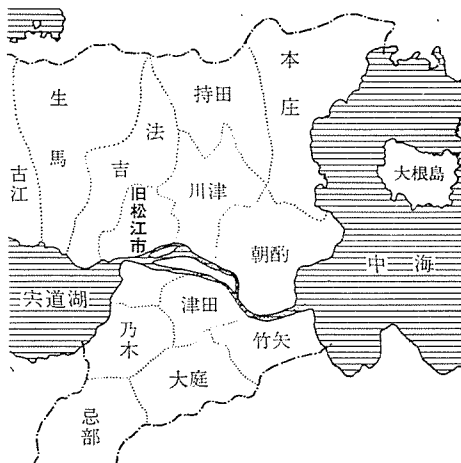 本庄
持田
生馬
法吉
古江
川津
大根島
旧松江市
朝酌
中海
宍道湖
津田
乃木
竹矢
大庭
忌部